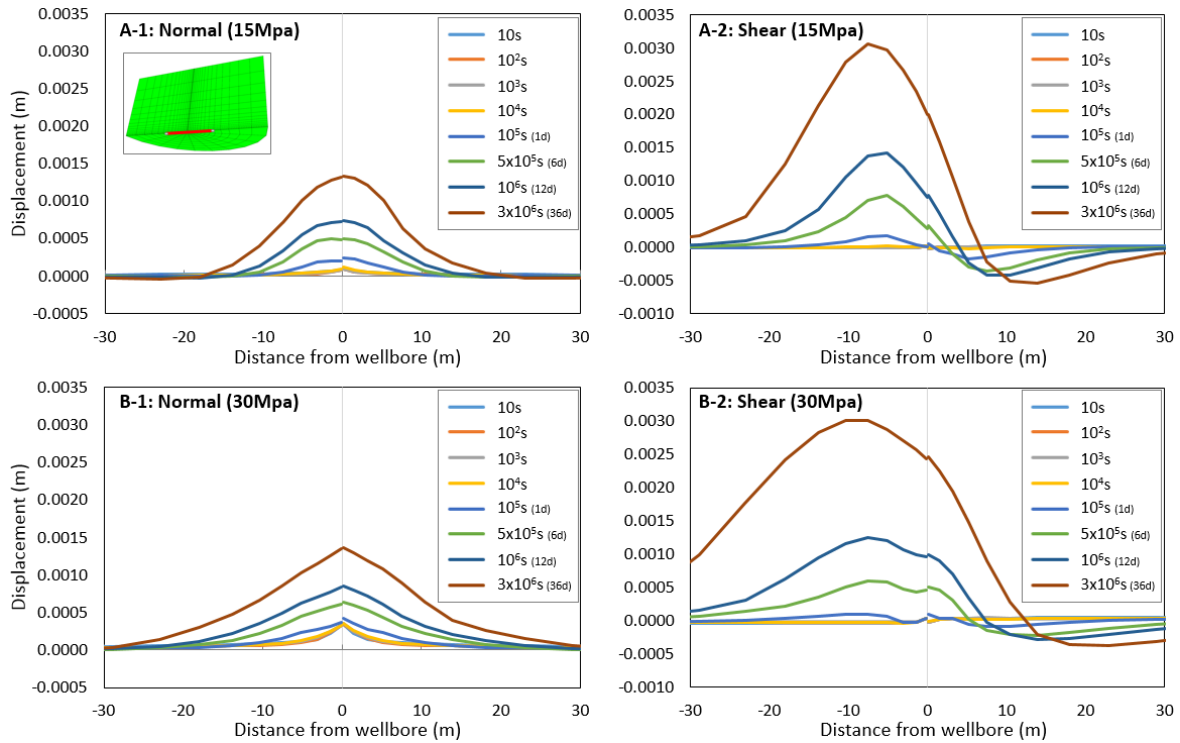 A-1: Normal (15Mpa)
0.0035
0.0030
0.0025
0.0020
0.0015
0.0010
0.0005
0.0000
-0.0005
Displacement (m)
10s
10²s
10³s
10⁴s
10⁵s (1d)
5x10⁵s (6d)
10⁶s (12d)
3x10⁶s (36d)
-30 -20 -10 0 10 20 30
Distance from wellbore (m)
A-2: Shear (15Mpa)
0.0035
0.0030
0.0025
0.0020
0.0015
0.0010
0.0005
0.0000
-0.0005
-0.0010
10s
10²s
10³s
10⁴s
10⁵s (1d)
5x10⁵s (6d)
10⁶s (12d)
3x10⁶s (36d)
-30 -20 -10 0 10 20 30
Distance from wellbore (m)
B-1: Normal (30Mpa)
0.0035
0.0030
0.0025
0.0020
0.0015
0.0010
0.0005
0.0000
-0.0005
Displacement (m)
10s
10²s
10³s
10⁴s
10⁵s (1d)
5x10⁵s (6d)
10⁶s (12d)
3x10⁶s (36d)
-30 -20 -10 0 10 20 30
Distance from wellbore (m)
B-2: Shear (30Mpa)
0.0035
0.0030
0.0025
0.0020
0.0015
0.0010
0.0005
0.0000
-0.0005
-0.0010
10s
10²s
10³s
10⁴s
10⁵s (1d)
5x10⁵s (6d)
10⁶s (12d)
3x10⁶s (36d)
-30 -20 -10 0 10 20 30
Distance from wellbore (m)